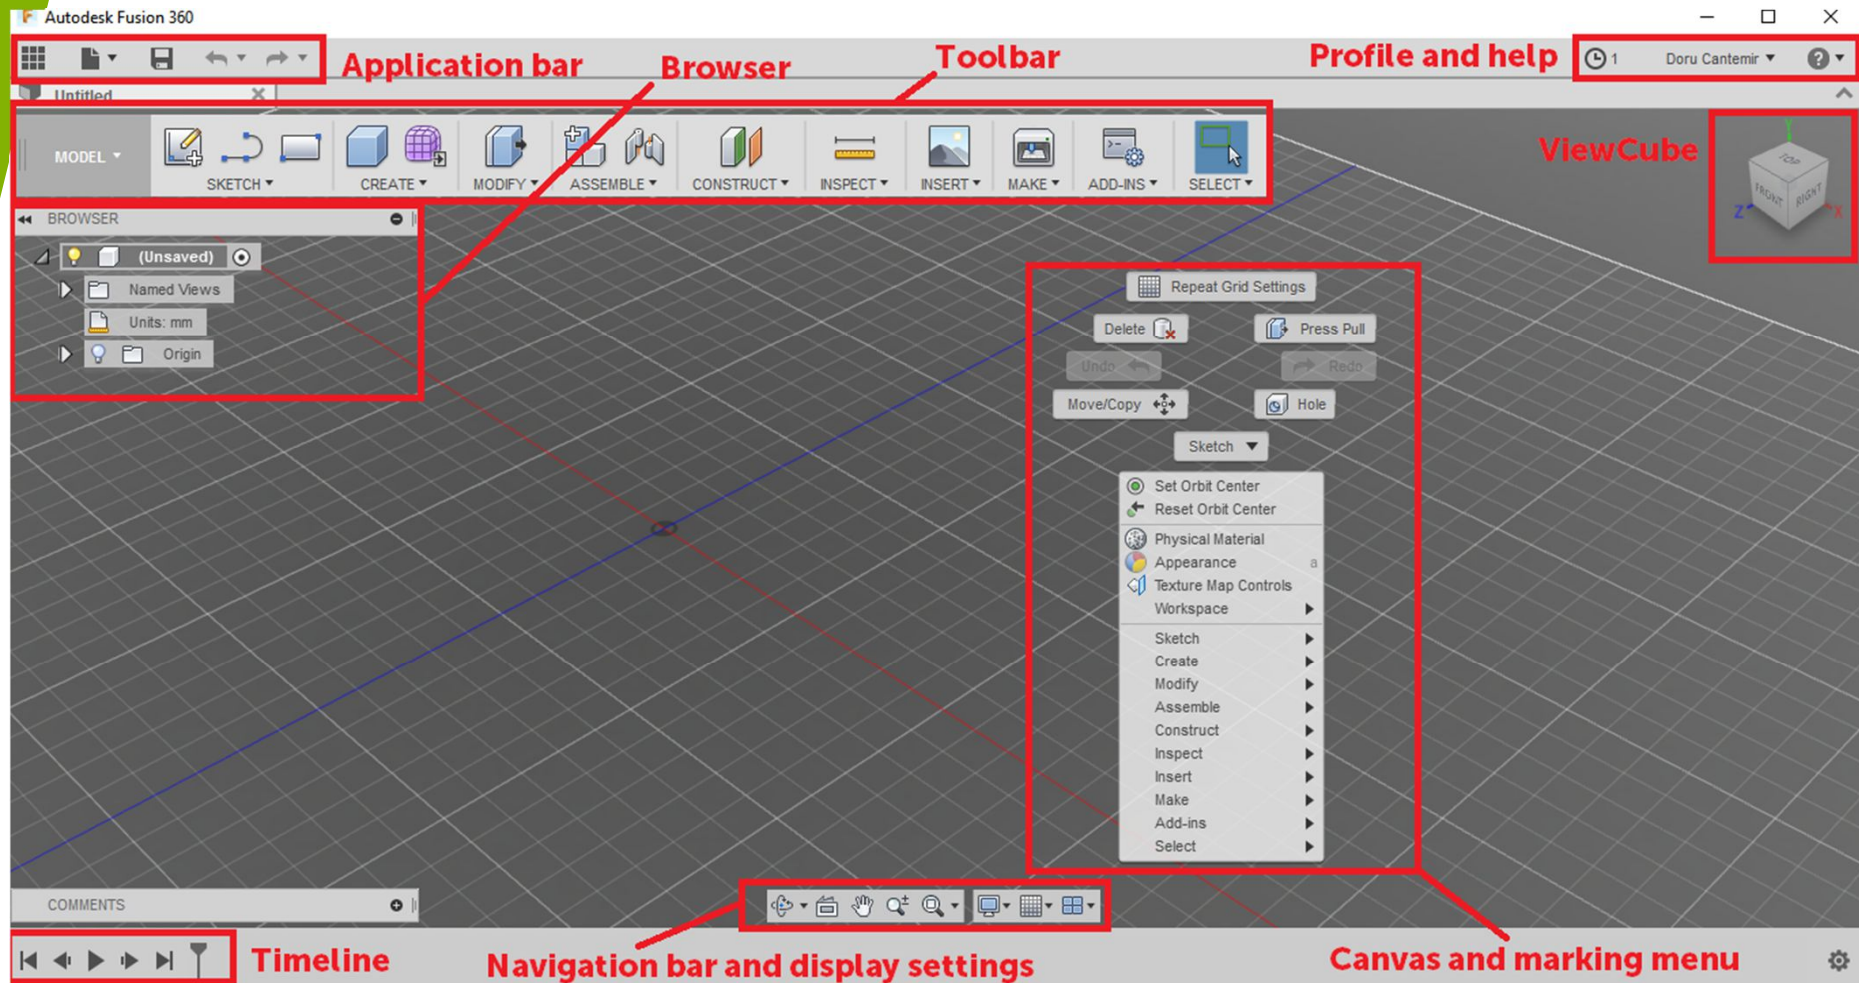 Autodesk Fusion 360
Application bar
Browser
Toolbar
Profile and help
1
Doru Cantemir
?
Untitled
MODEL
SKETCH
CREATE
MODIFY
ASSEMBLE
CONSTRUCT
INSPECT
INSERT
MAKE
ADD-INS
SELECT
ViewCube
Y
TOP
FRONT
RIGHT
Z
X
BROWSER
(Unsaved)
Named Views
Units: mm
Origin
Repeat Grid Settings
Delete
Press Pull
Undo
Redo
Move/Copy
Hole
Sketch
Set Orbit Center
Reset Orbit Center
Physical Material
Appearance a
Texture Map Controls
Workspace
Sketch
Create
Modify
Assemble
Construct
Inspect
Insert
Make
Add-ins
Select
COMMENTS
Timeline
Navigation bar and display settings
Canvas and marking menu